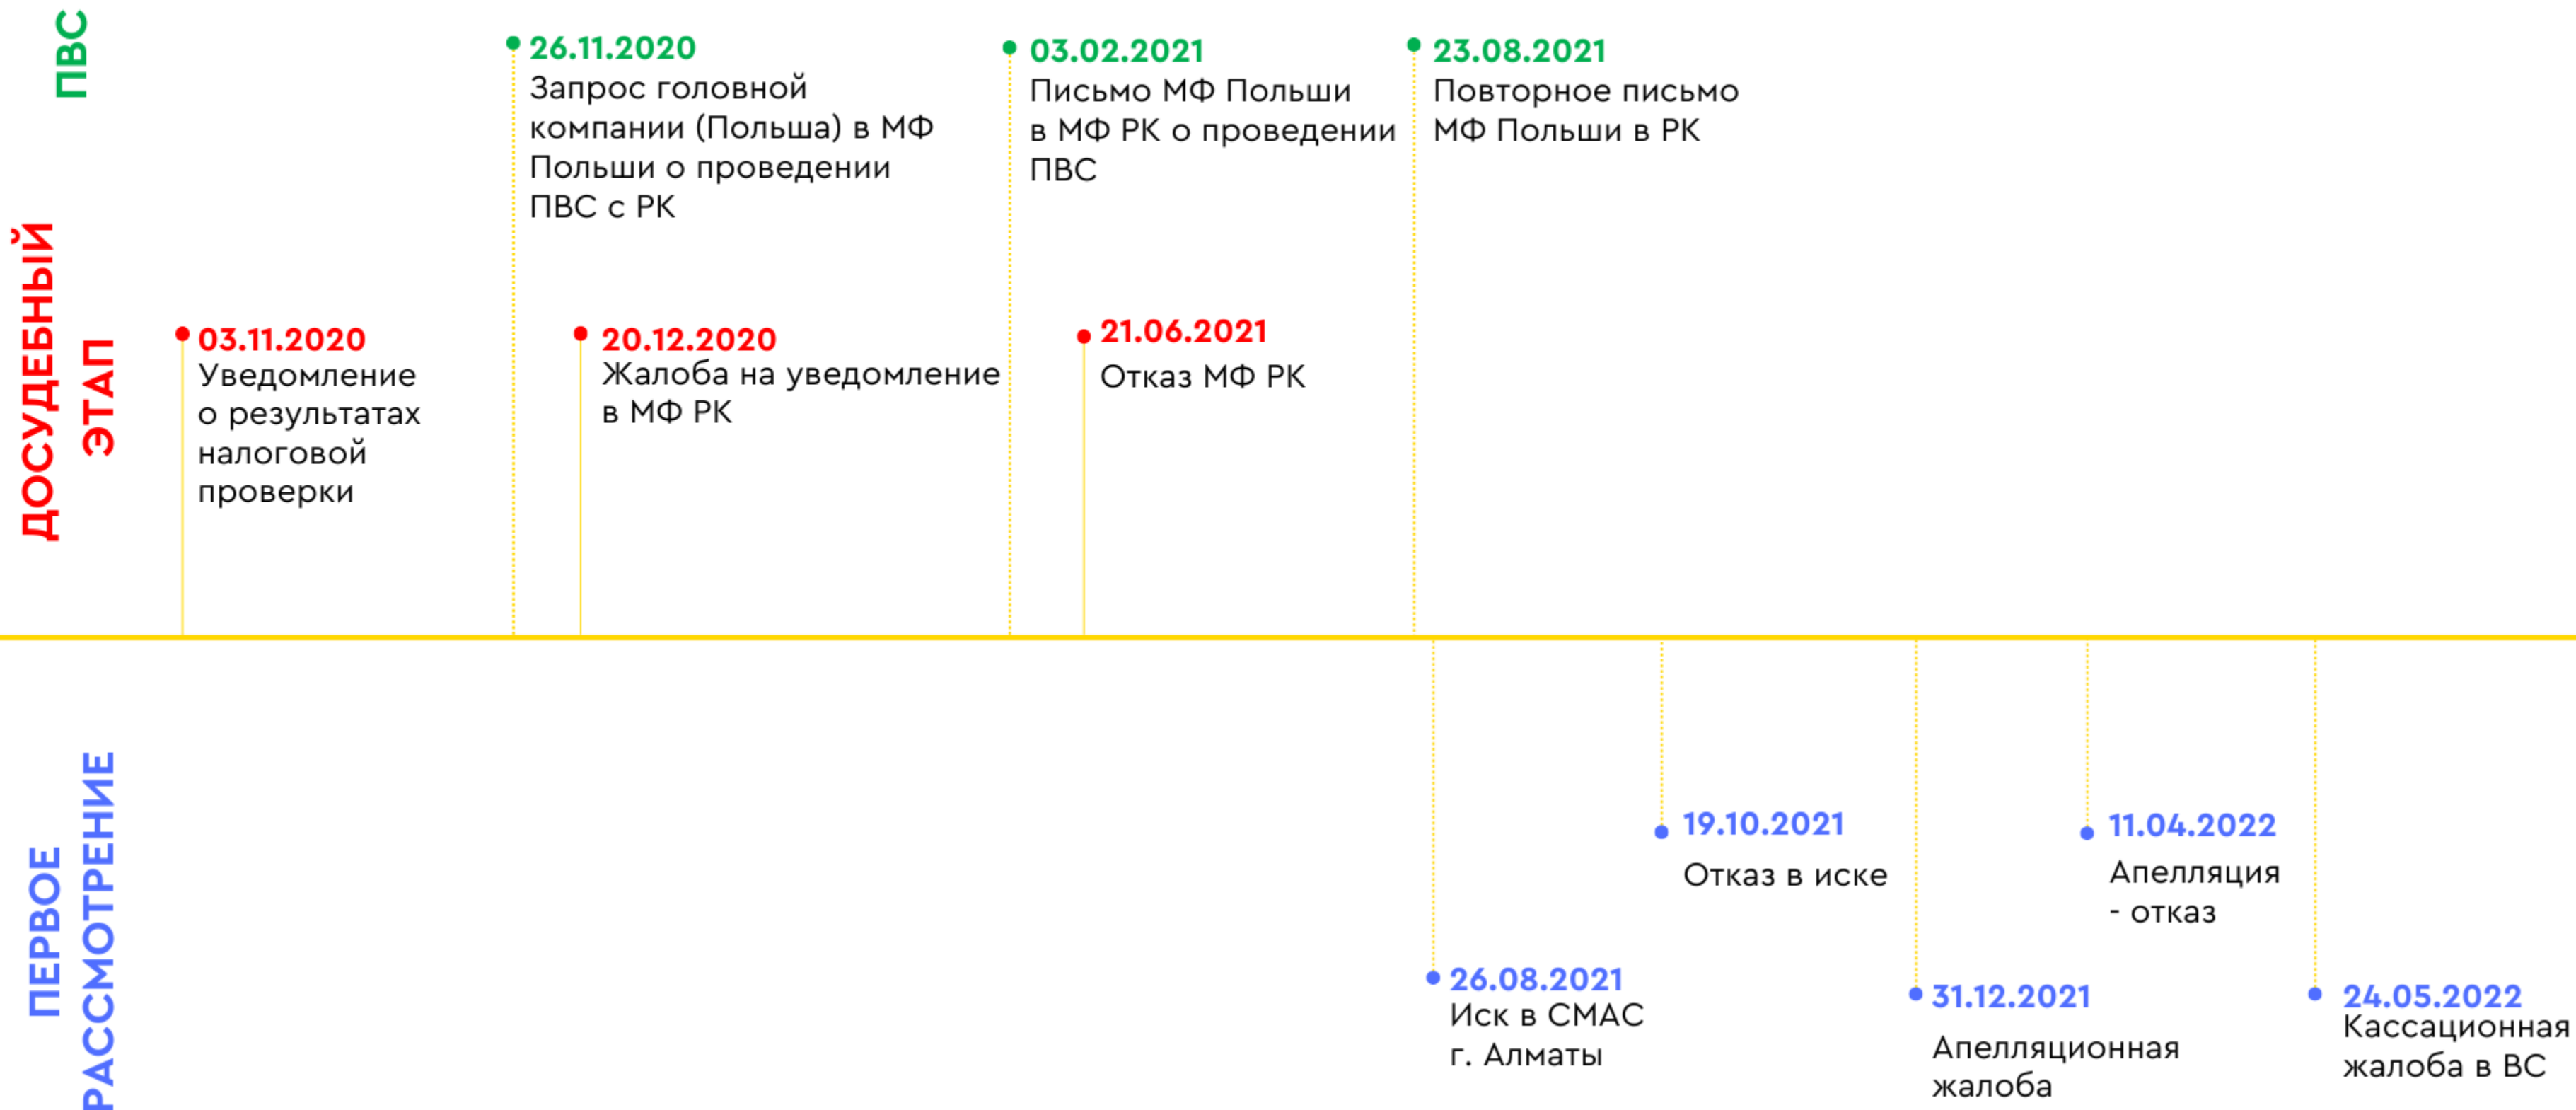 ПВС
26.11.2020
Запрос головной
компании (Польша) в МФ
Польши о проведении
ПВС с РК
03.02.2021
Письмо МФ Польши
в МФ РК о проведении
ПВС
23.08.2021
Повторное письмо
МФ Польши в РК
ДОСУДЕБНЫЙ
ЭТАП
03.11.2020
Уведомление
о результатах
налоговой
проверки
20.12.2020
Жалоба на уведомление
в МФ РК
21.06.2021
Отказ МФ РК
ПЕРВОЕ
РАССМОТРЕНИЕ
26.08.2021
Иск в СМАС
г. Алматы
19.10.2021
Отказ в иске
31.12.2021
Апелляционная
жалоба
11.04.2022
Апелляция
- отказ
24.05.2022
Кассационная
жалоба в ВС